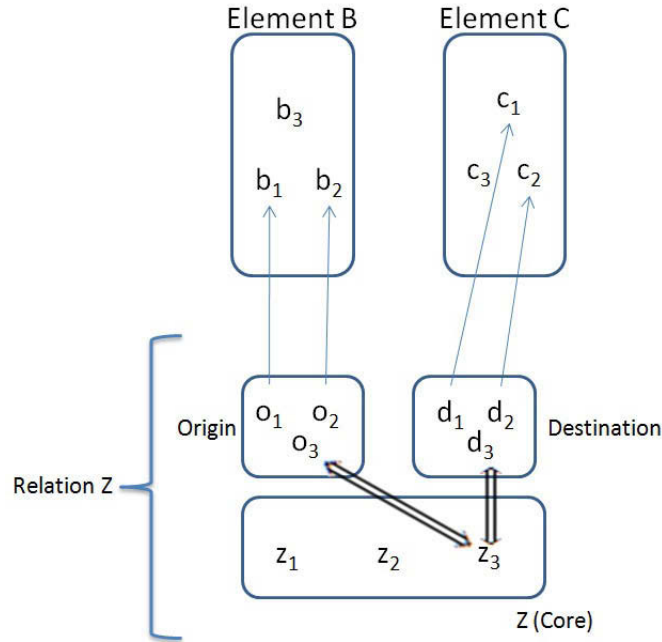 Element B Element C
b₃
b₁ b₂
c₁
c₃ c₂
Origin
o₁ o₂
o₃
d₁ d₂
d₃
Destination
Relation Z
z₁ z₂ z₃
Z (Core)